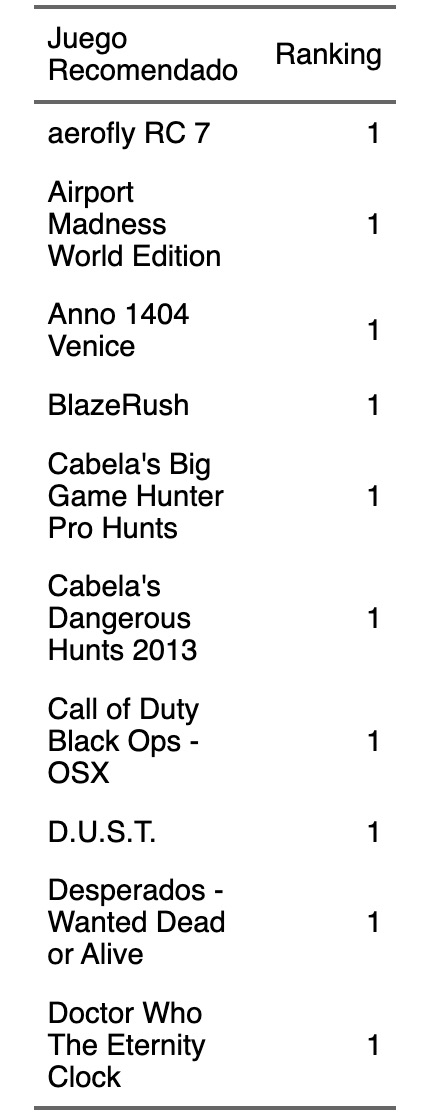 Juego
Recomendado
Ranking
aerofly RC 7
1
Airport
Madness
World Edition
1
Anno 1404
Venice
1
BlazeRush
1
Cabela's Big
Game Hunter
Pro Hunts
1
Cabela's
Dangerous
Hunts 2013
1
Call of Duty
Black Ops -
OSX
1
D.U.S.T.
1
Desperados -
Wanted Dead
or Alive
1
Doctor Who
The Eternity
Clock
1